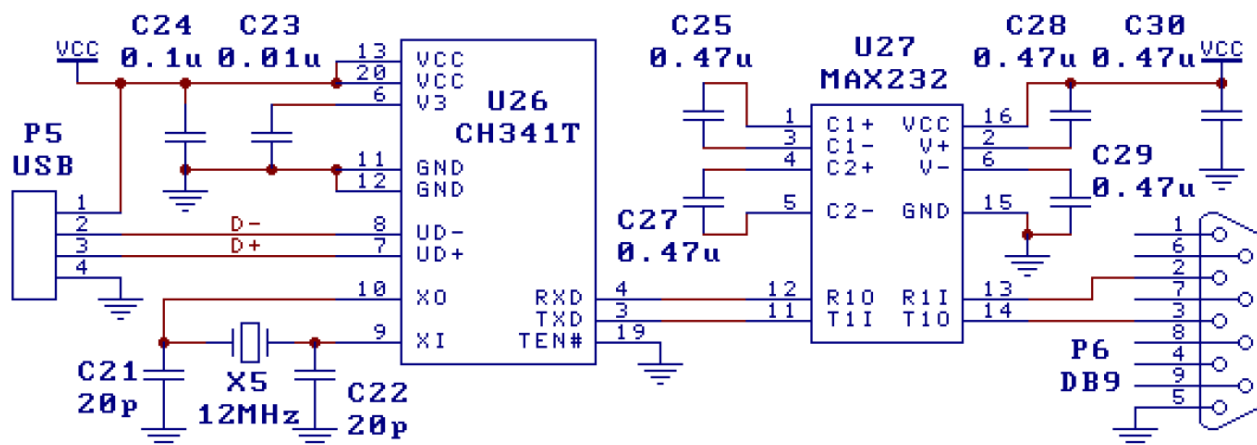 C24 C23
VCC 0.1u 0.01u
P5
USB
1
2
3
4
D-
D+
13 VCC
20 VCC
6 V3
11 GND
12 GND
8 UD-
7 UD+
10 XO
9 XI
U26
CH341T
RXD 4
TXD 3
TEN# 19
C21
20p
X5
12MHz
C22
20p
C25
0.47u
C27
0.47u
U27
MAX232
1 C1+
3 C1-
4 C2+
5 C2-
12 R1O
11 T1I
VCC 16
V+ 2
V- 6
GND 15
R1I 13
T1O 14
C28 C30
0.47u 0.47u
VCC
C29
0.47u
1
6
2
7
3
8
4
9
5
P6
DB9